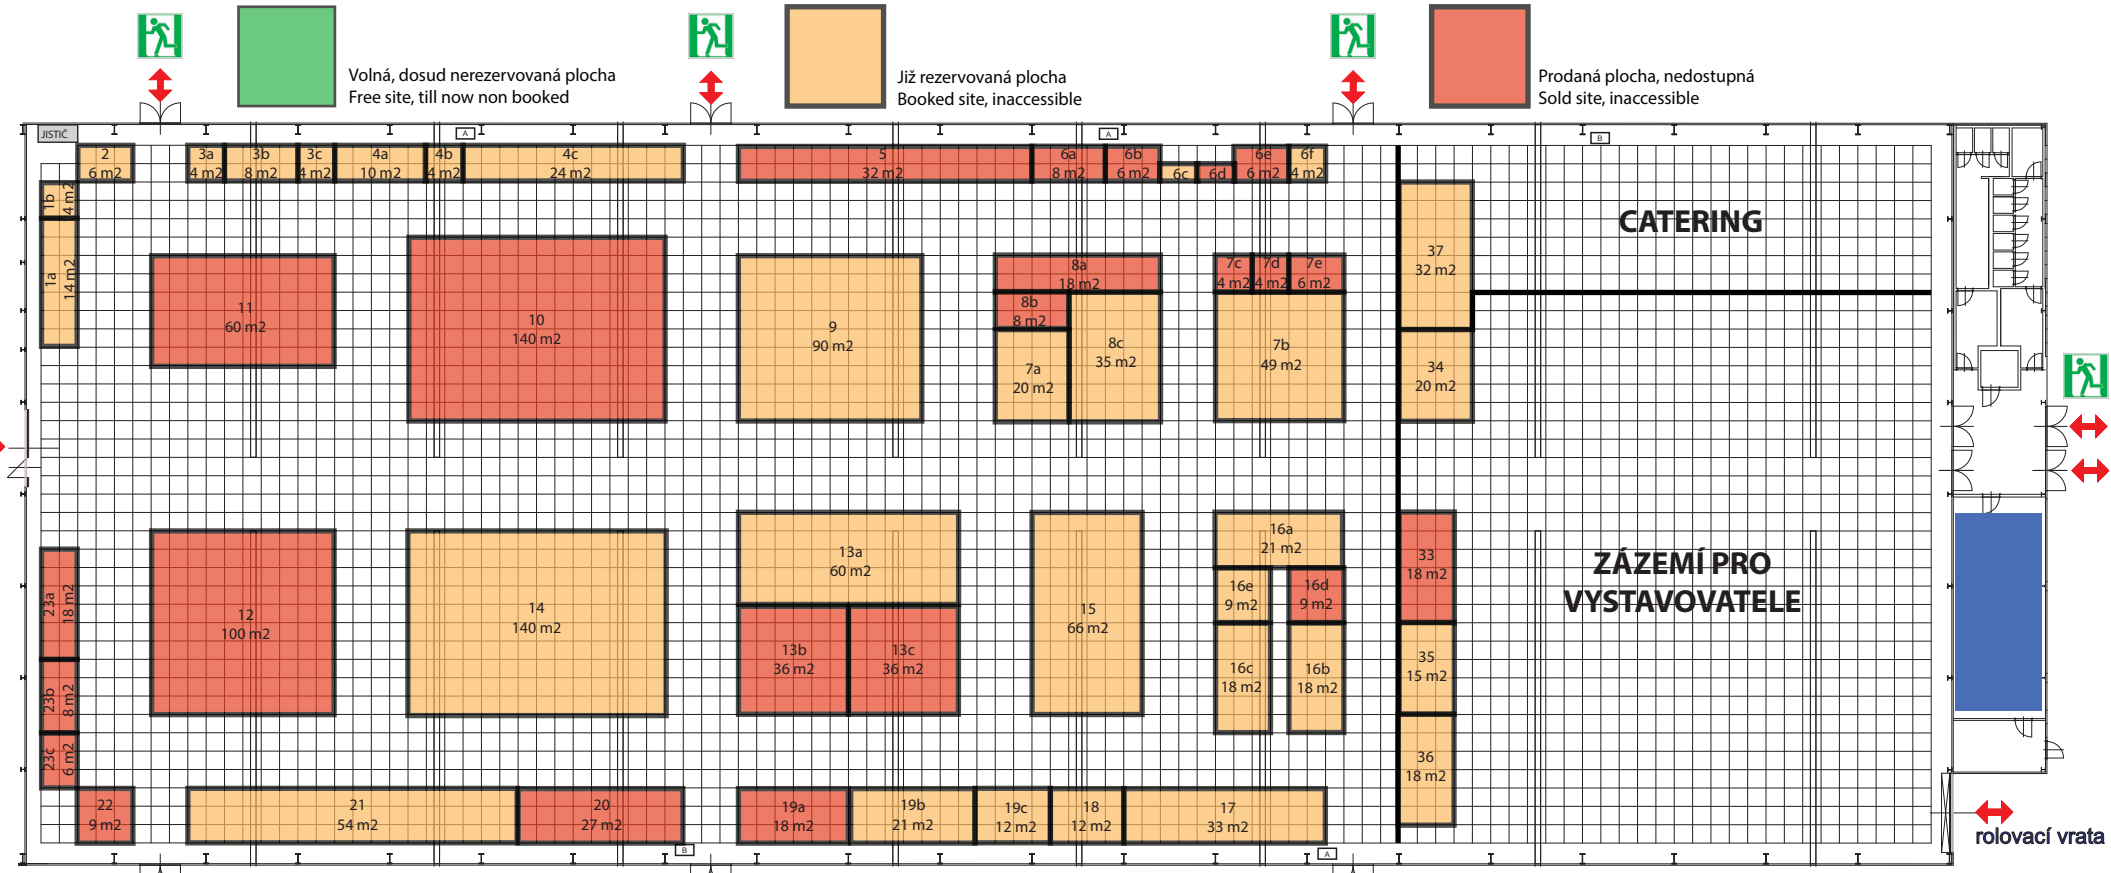 Volná, dosud nerezervovaná plocha
Free site, till now non booked
Již rezervovaná plocha
Booked site, inaccessible
Prodaná plocha, nedostupná
Sold site, inaccessible
JISTIČ
A
A
B
2
6 m2
3a
4 m2
3b
8 m2
3c
4 m2
4a
10 m2
4b
4 m2
4c
24 m2
5
32 m2
6a
8 m2
6b
6 m2
6c
6d
6e
6 m2
6f
4 m2
1b
4 m2
1a
14 m2
11
60 m2
10
140 m2
9
90 m2
8a
18 m2
8b
8 m2
7a
20 m2
8c
35 m2
7c
4 m2
7d
4 m2
7e
6 m2
7b
49 m2
37
32 m2
34
20 m2
CATERING
23a
18 m2
23b
8 m2
23c
6 m2
12
100 m2
14
140 m2
13a
60 m2
13b
36 m2
13c
36 m2
15
66 m2
16a
21 m2
16e
9 m2
16d
9 m2
16c
18 m2
16b
18 m2
33
18 m2
35
15 m2
36
18 m2
ZÁZEMÍ PRO
VYSTAVOVATELE
22
9 m2
21
54 m2
20
27 m2
19a
18 m2
19b
21 m2
19c
12 m2
18
12 m2
17
33 m2
B
A
rolovací vrata